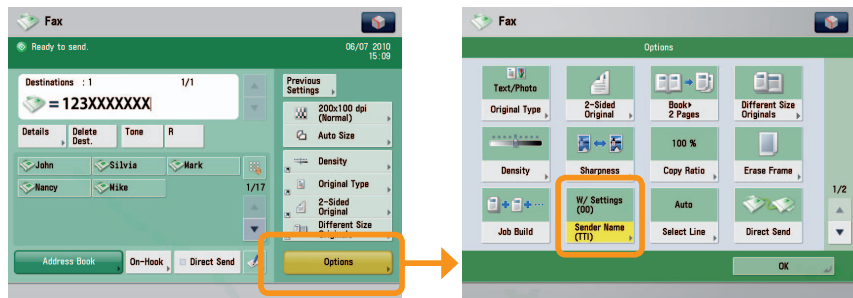 Fax
Ready to send.
06/07 2010
15:09
Destinations : 1
1/1
= 123XXXXXXX
Details
Delete
Dest.
Tone
R
John
Silvia
Mark
Nancy
Mike
1/17
Address Book
On-Hook
Direct Send
Previous
Settings
200x100 dpi
(Normal)
Auto Size
Density
Original Type
2-Sided
Original
Different Size
Options
Fax
Options
Text/Photo
Original Type
2-Sided
Original
Book
2 Pages
Different Size
Originals
Density
Sharpness
100 %
Copy Ratio
Erase Frame
Job Build
W/ Settings
(00)
Sender Name
(TTI)
Auto
Select Line
Direct Send
1/2
OK